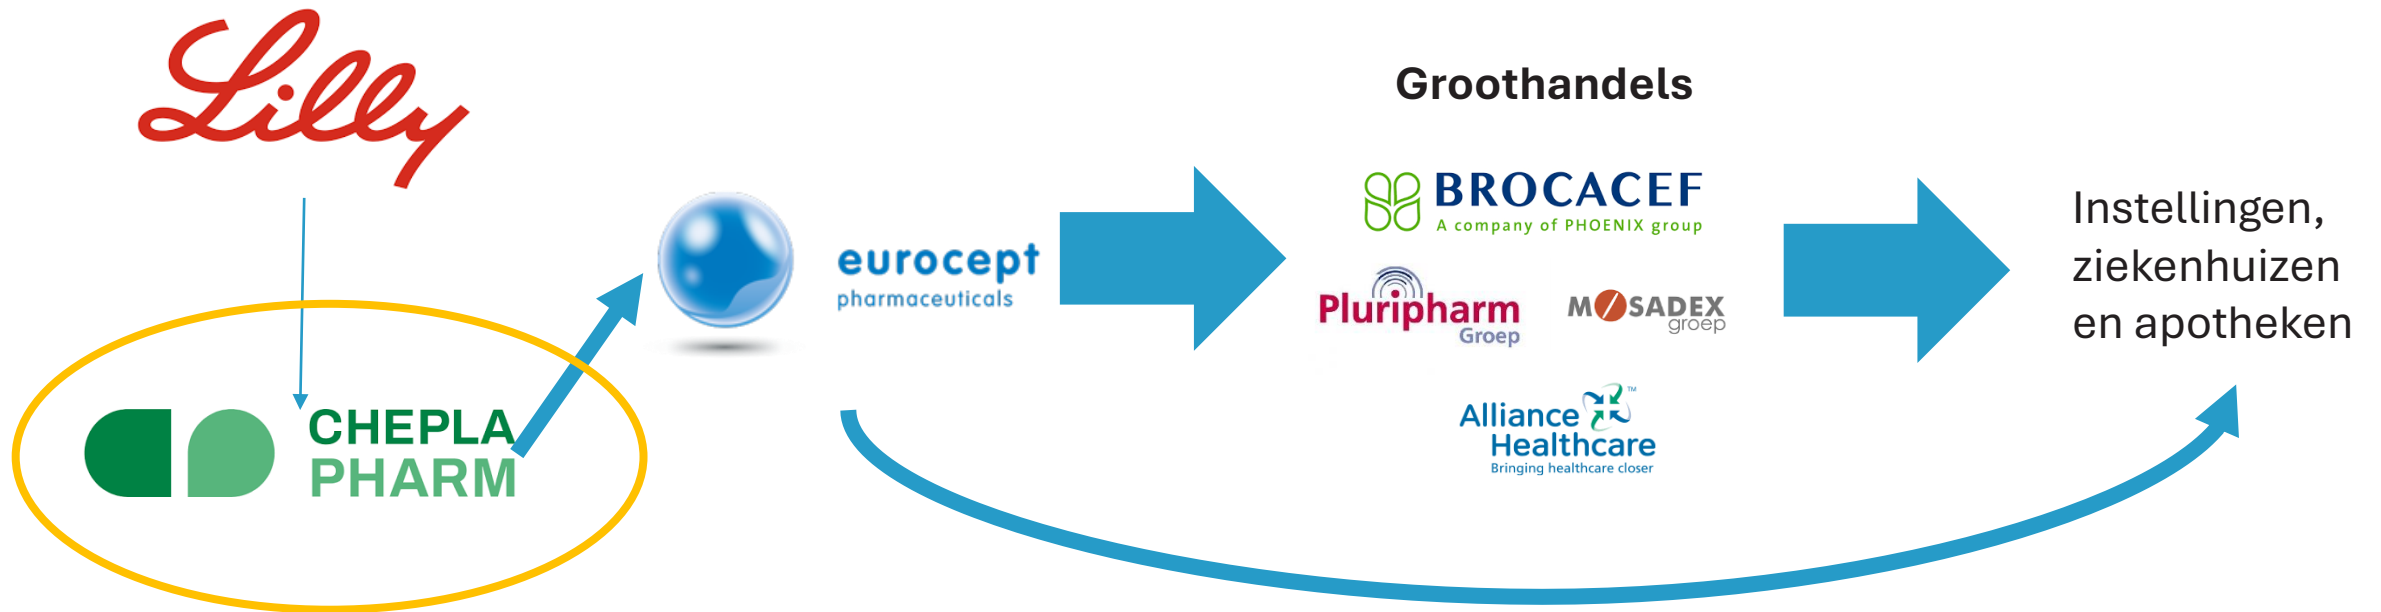 Lilly
CHEPLA
PHARM
eurocept
pharmaceuticals
Groothandels
BROCACEF
A company of PHOENIX group
Pluripharm
Groep
MOSADEX
groep
Alliance
Healthcare
Bringing healthcare closer
TM
Instellingen,
ziekenhuizen
en apotheken